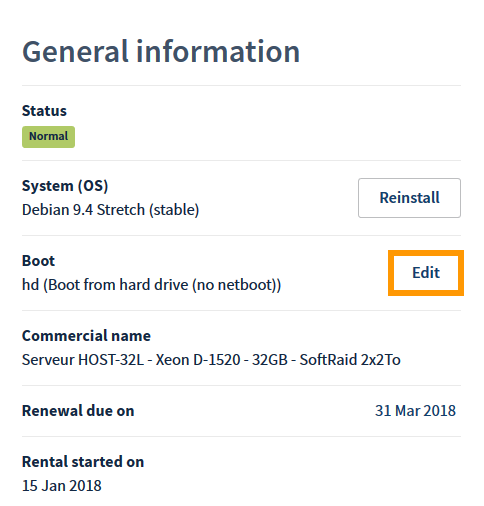 General information
Status
Normal
System (OS)
Debian 9.4 Stretch (stable)
Reinstall
Boot
hd (Boot from hard drive (no netboot))
Edit
Commercial name
Serveur HOST-32L - Xeon D-1520 - 32GB - SoftRaid 2x2To
Renewal due on 31 Mar 2018
Rental started on
15 Jan 2018